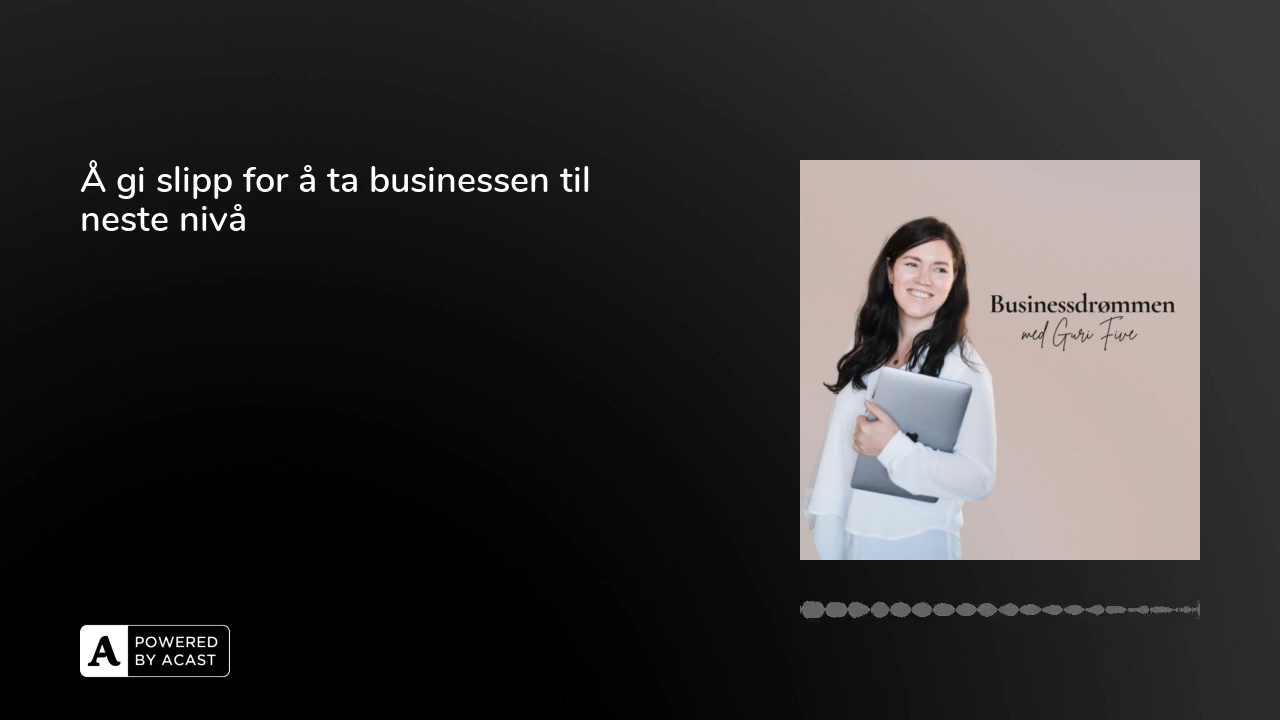 Å gi slipp for å ta businessen til
neste nivå
Businessdrømmen
med Guri Five
A
POWERED
BY ACAST